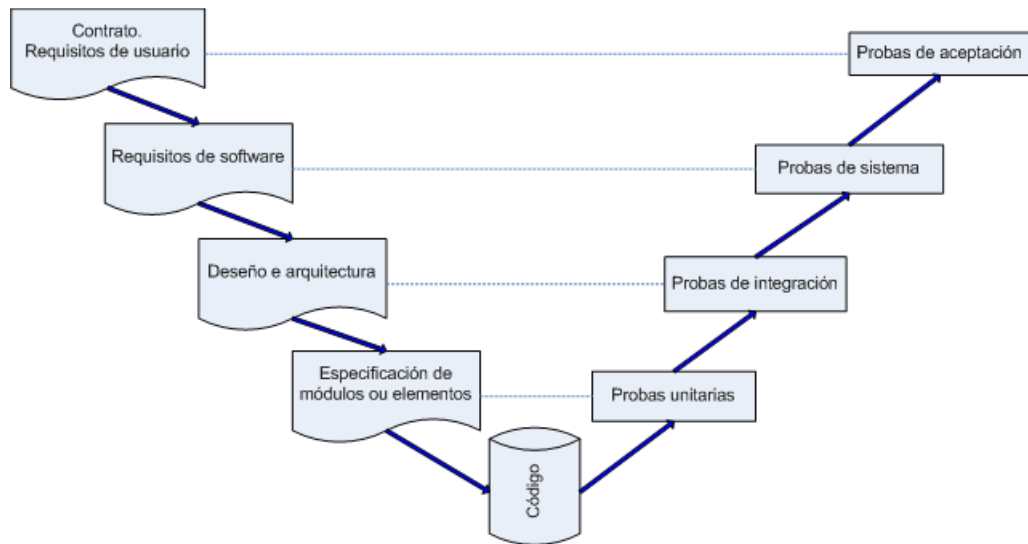 Contrato.
Requisitos de usuario
Probas de aceptación
Requisitos de software
Probas de sistema
Deseño e arquitectura
Probas de integración
Especificación de
módulos ou elementos
Probas unitarias
Código